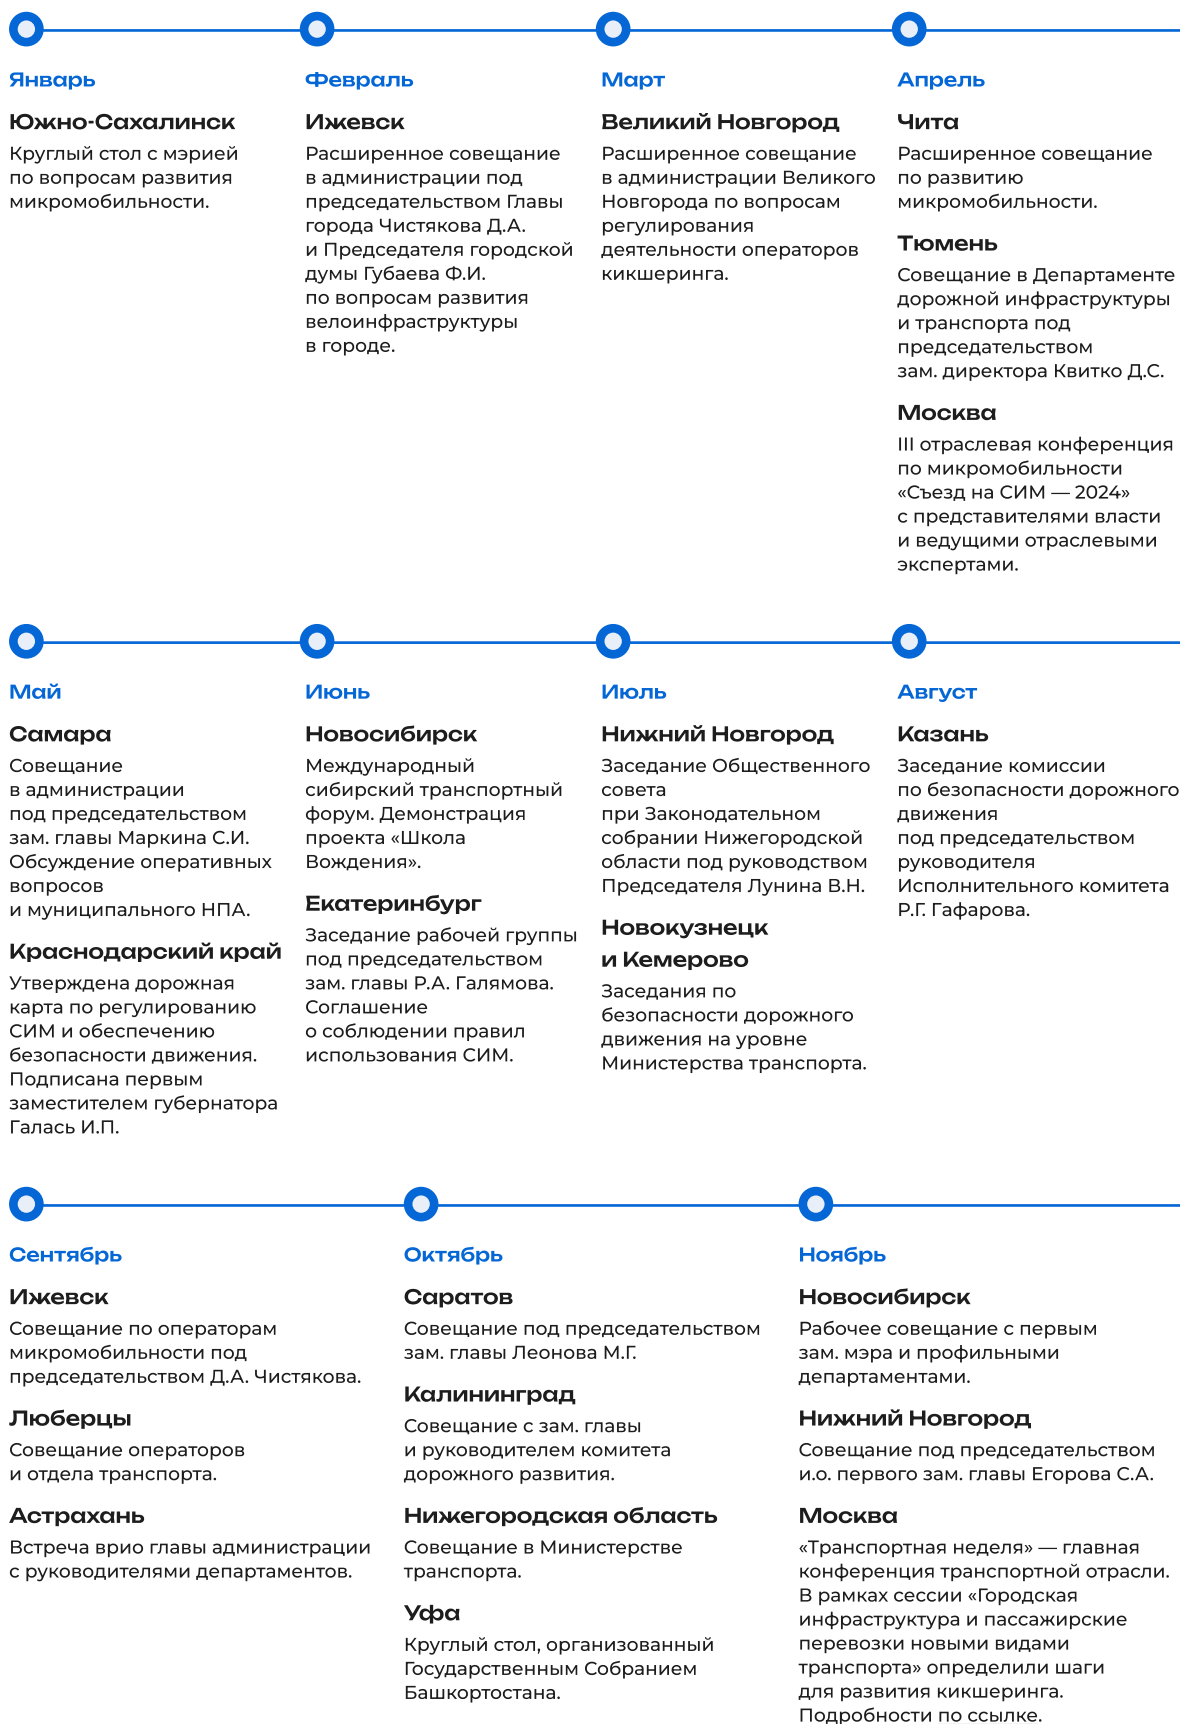 Январь
Южно-Сахалинск
Круглый стол с мэрией
по вопросам развития
микромобильности.
Февраль
Ижевск
Расширенное совещание
в администрации под
председательством Главы
города Чистякова Д.А.
и Председателя городской
думы Губаева Ф.И.
по вопросам развития
велоинфраструктуры
в городе.
Март
Великий Новгород
Расширенное совещание
в администрации Великого
Новгорода по вопросам
регулирования
деятельности операторов
кикшеринга.
Апрель
Чита
Расширенное совещание
по развитию
микромобильности.
Тюмень
Совещание в Департаменте
дорожной инфраструктуры
и транспорта под
председательством
зам. директора Квитко Д.С.
Москва
III отраслевая конференция
по микромобильности
«Съезд на СИМ — 2024»
с представителями власти
и ведущими отраслевыми
экспертами.
Май
Самара
Совещание
в администрации
под председательством
зам. главы Маркина С.И.
Обсуждение оперативных
вопросов
и муниципального НПА.
Краснодарский край
Утверждена дорожная
карта по регулированию
СИМ и обеспечению
безопасности движения.
Подписана первым
заместителем губернатора
Галась И.П.
Июнь
Новосибирск
Международный
сибирский транспортный
форум. Демонстрация
проекта «Школа
Вождения».
Екатеринбург
Заседание рабочей группы
под председательством
зам. главы Р.А. Галямова.
Соглашение
о соблюдении правил
использования СИМ.
Июль
Нижний Новгород
Заседание Общественного
совета
при Законодательном
собрании Нижегородской
области под руководством
Председателя Лунина В.Н.
Новокузнецк
и Кемерово
Заседания по
безопасности дорожного
движения на уровне
Министерства транспорта.
Август
Казань
Заседание комиссии
по безопасности дорожного
движения
под председательством
руководителя
Исполнительного комитета
Р.Г. Гафарова.
Сентябрь
Ижевск
Совещание по операторам
микромобильности под
председательством Д.А. Чистякова.
Люберцы
Совещание операторов
и отдела транспорта.
Астрахань
Встреча врио главы администрации
с руководителями департаментов.
Октябрь
Саратов
Совещание под председательством
зам. главы Леонова М.Г.
Калининград
Совещание с зам. главы
и руководителем комитета
дорожного развития.
Нижегородская область
Совещание в Министерстве
транспорта.
Уфа
Круглый стол, организованный
Государственным Собранием
Башкортостана.
Ноябрь
Новосибирск
Рабочее совещание с первым
зам. мэра и профильными
департаментами.
Нижний Новгород
Совещание под председательством
и.о. первого зам. главы Егорова С.А.
Москва
«Транспортная неделя» — главная
конференция транспортной отрасли.
В рамках сессии «Городская
инфраструктура и пассажирские
перевозки новыми видами
транспорта» определили шаги
для развития кикшеринга.
Подробности по ссылке.